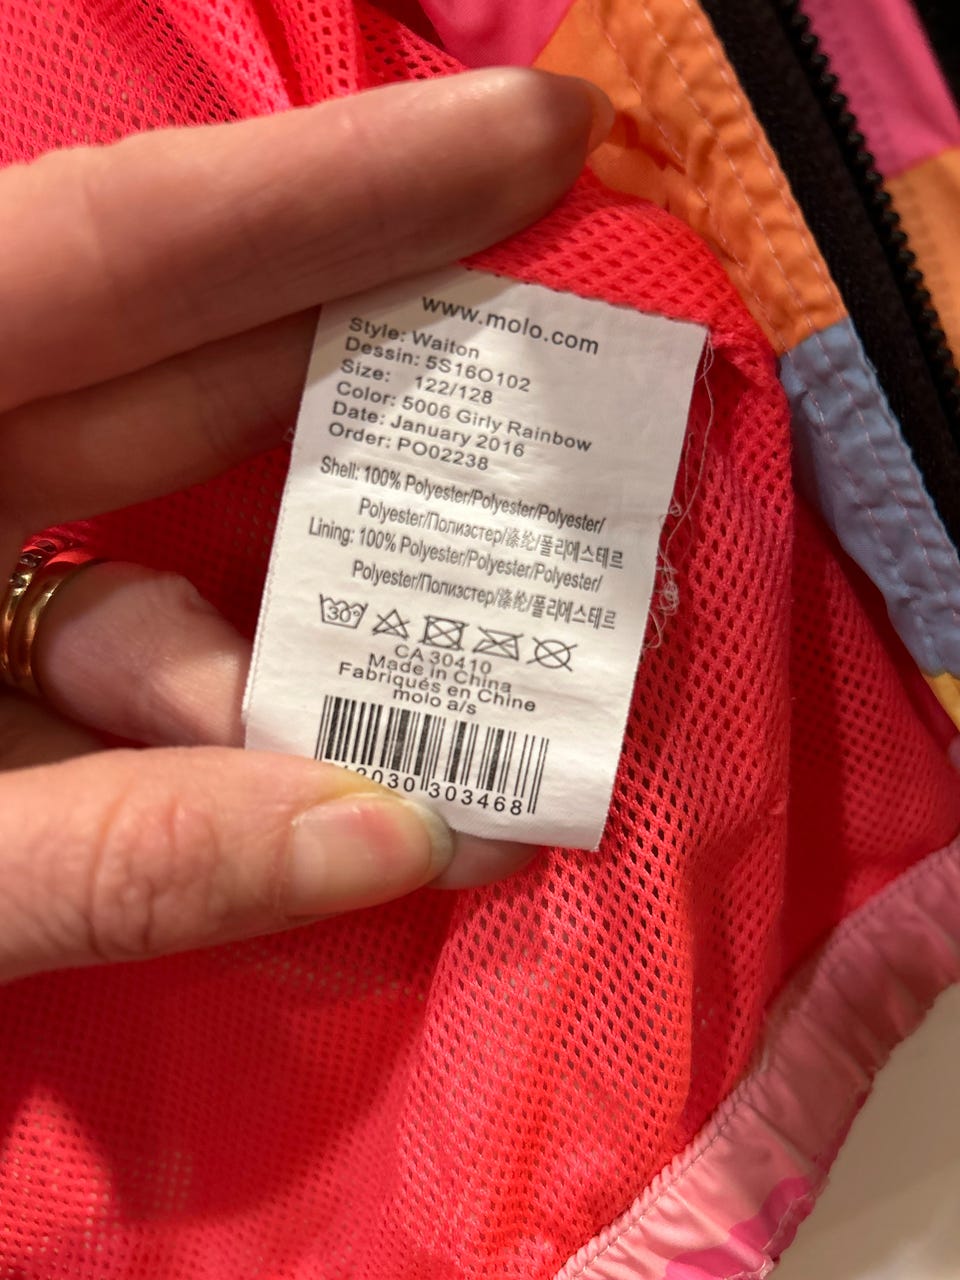 www.molo.com
Style: Waiton
Dessin: 5S16O102
Size: 122/128
Color: 5006 Girly Rainbow
Date: January 2016
Order: PO02238
Shell: 100% Polyester/Polyester/Polyester/
Polyester/Полиэстер/涤纶/폴리에스테르
Lining: 100% Polyester/Polyester/Polyester/
Polyester/Полиэстер/涤纶/폴리에스테르
30°
CA 30410
Made in China
Fabriqués en Chine
molo a/s
2030 303468